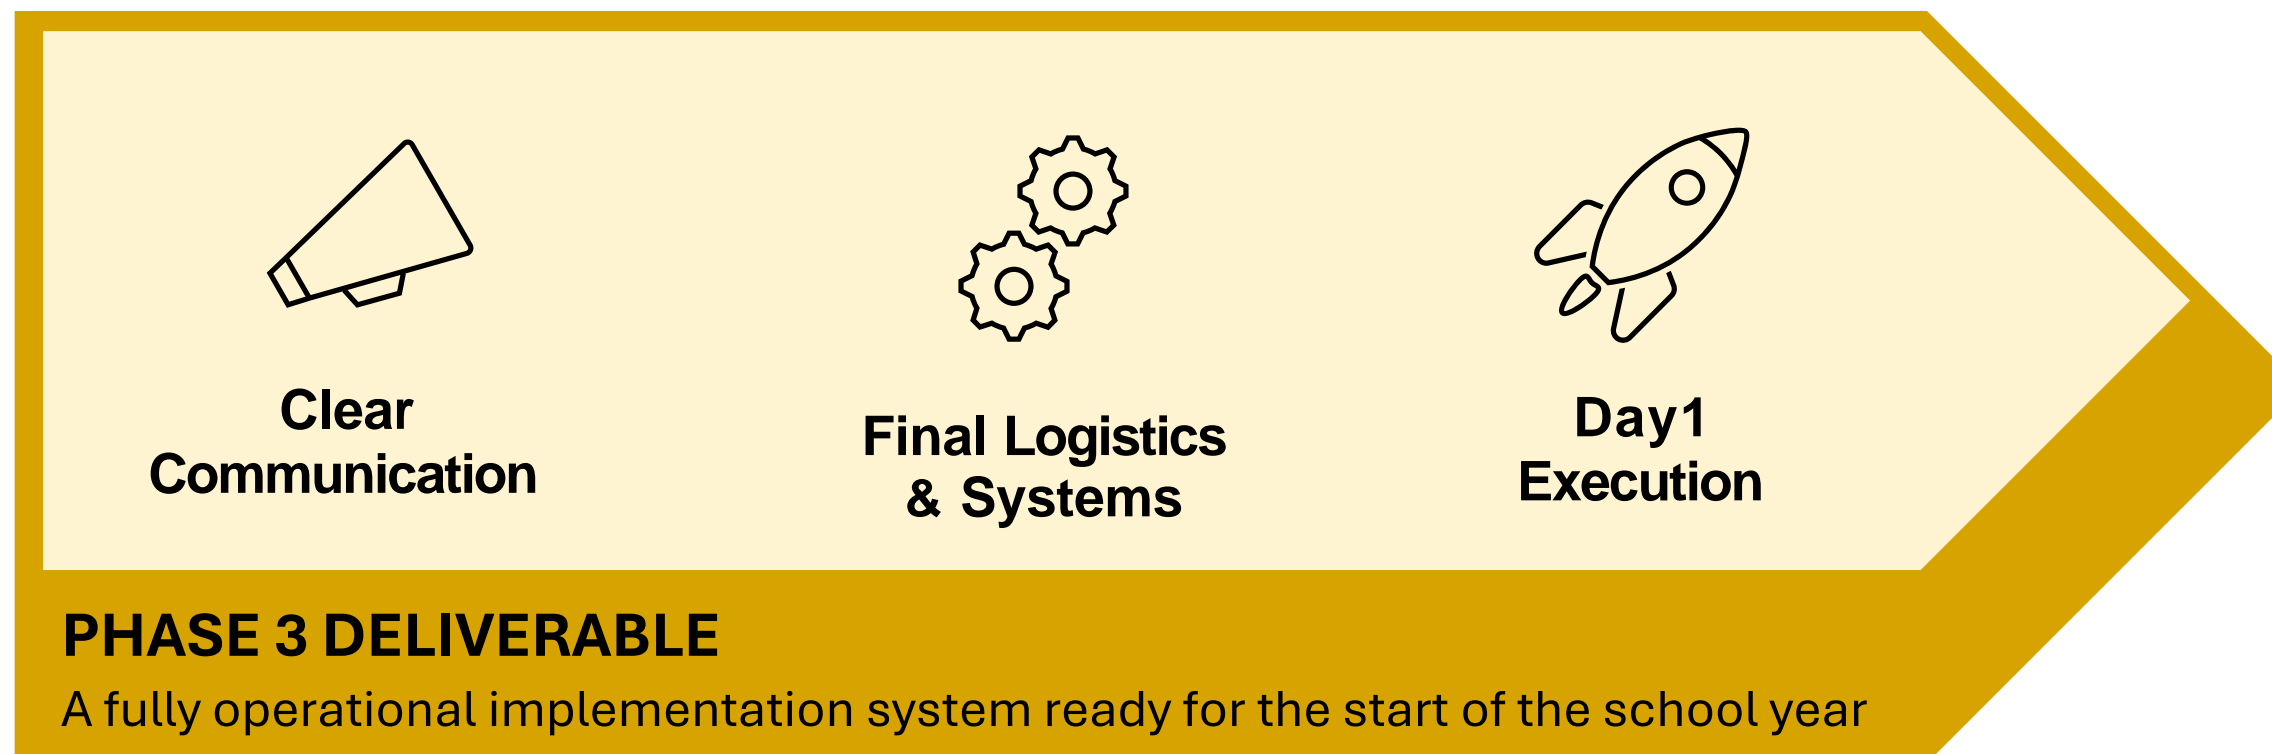 Clear
Communication
Final Logistics
& Systems
Day1
Execution
PHASE 3 DELIVERABLE
A fully operational implementation system ready for the start of the school year